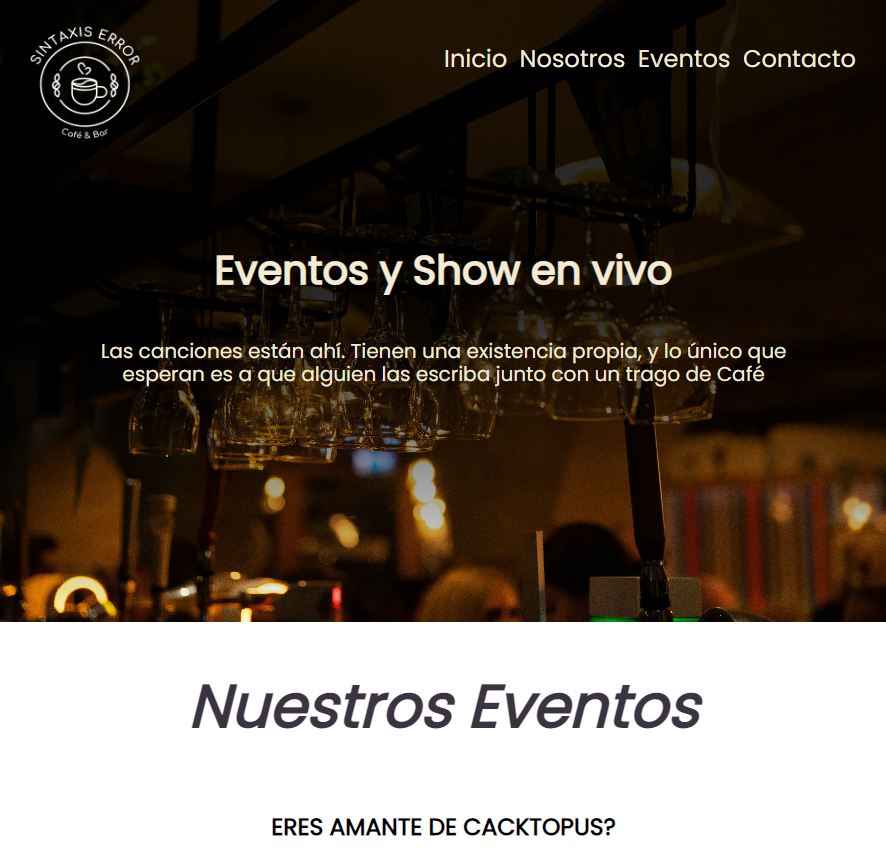 SINTAXIS ERROR
Café & Bar
Inicio Nosotros Eventos Contacto
Eventos y Show en vivo
Las canciones están ahí. Tienen una existencia propia, y lo único que
esperan es a que alguien las escriba junto con un trago de Café
Nuestros Eventos
ERES AMANTE DE CACKTOPUS?